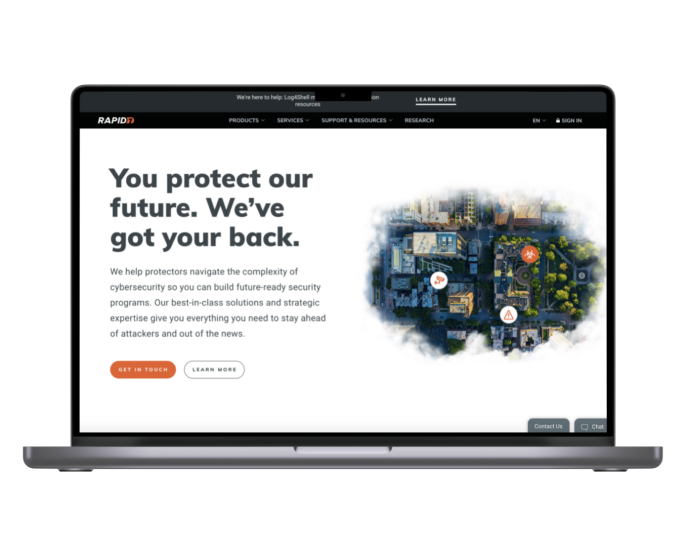 We're here to help: Log4Shell on
resources
LEARN MORE
RAPID7
PRODUCTS
SERVICES
SUPPORT & RESOURCES
RESEARCH
EN
SIGN IN
You protect our
future. We've
got your back.
We help protectors navigate the complexity of
cybersecurity so you can build future-ready security
programs. Our best-in-class solutions and strategic
expertise give you everything you need to stay ahead
of attackers and out of the news.
GET IN TOUCH
LEARN MORE
Contact Us
Chat